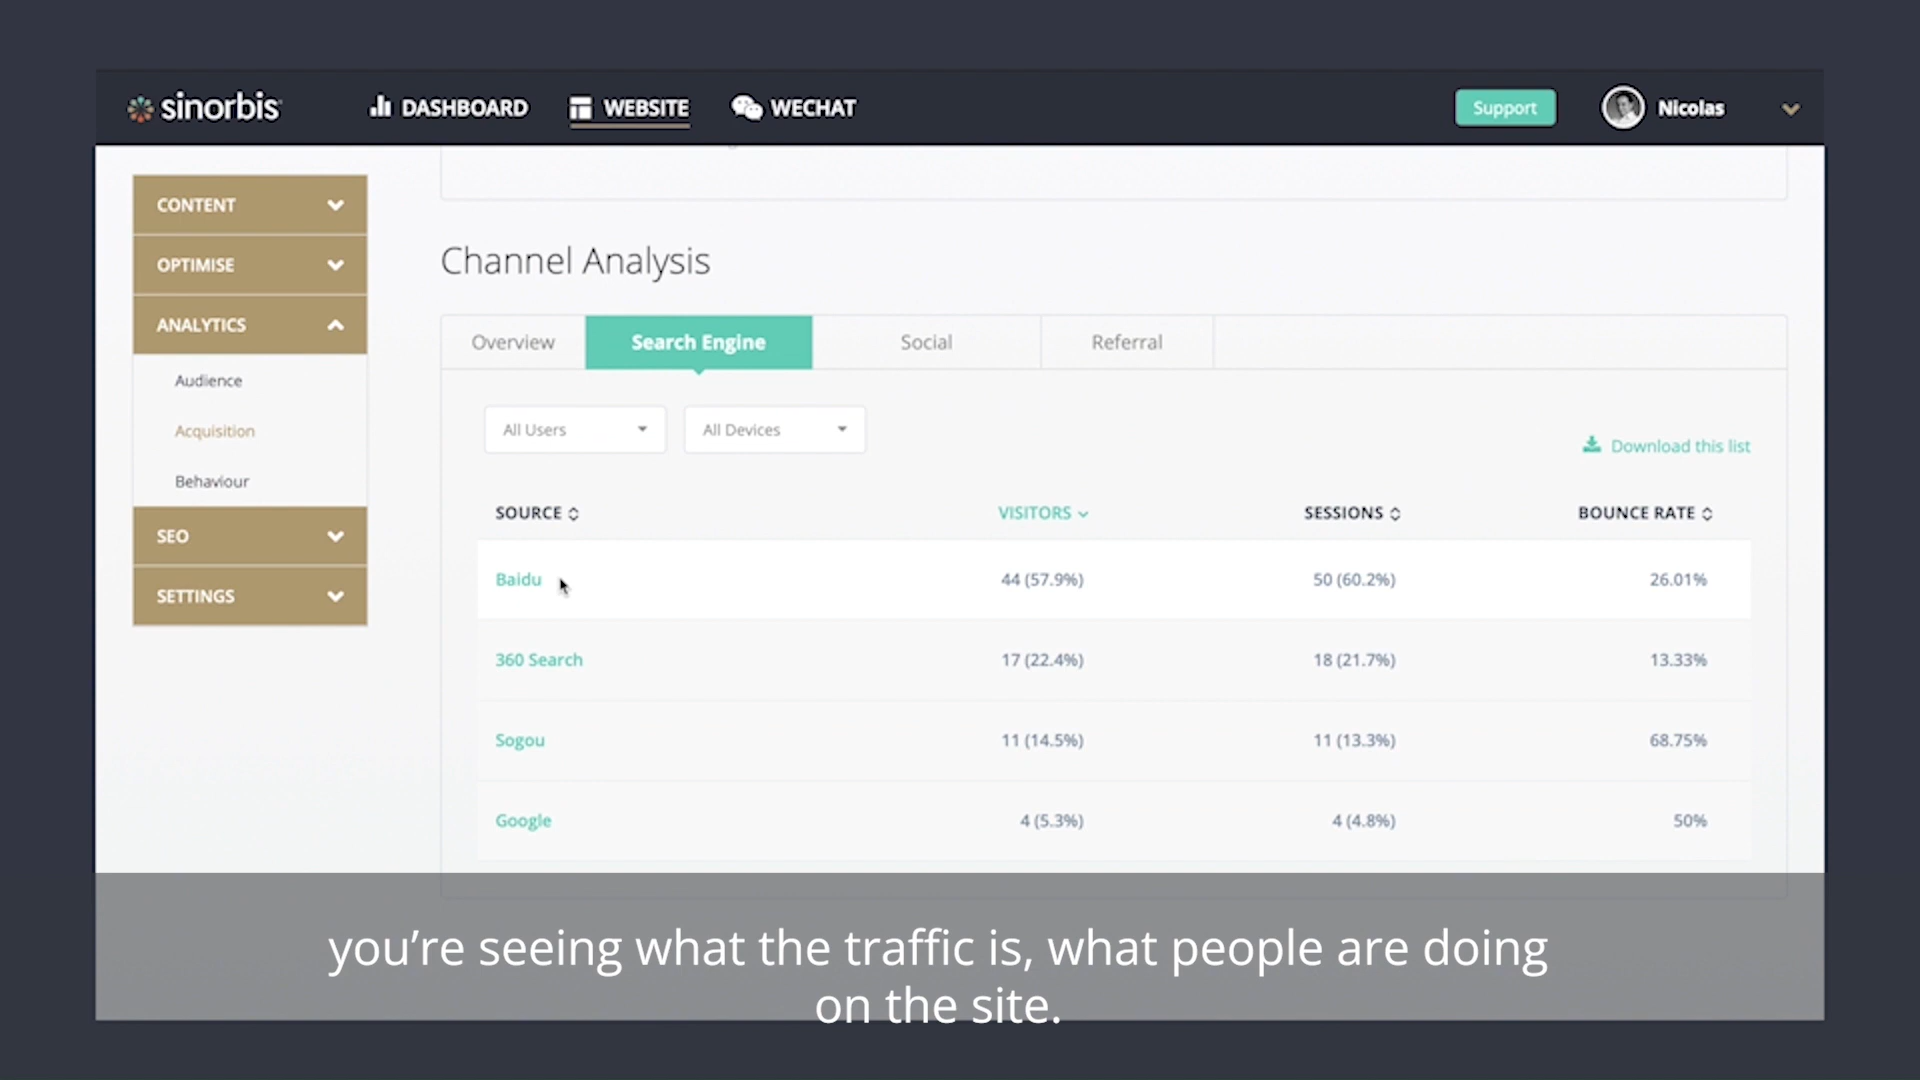 sinorbis
DASHBOARD
WEBSITE
WECHAT
Support
Nicolas
CONTENT
OPTIMISE
ANALYTICS
Audience
Acquisition
Behaviour
SEO
SETTINGS
Channel Analysis
Overview
Search Engine
Social
Referral
All Users
All Devices
Download this list
SOURCE VISITORS SESSIONS BOUNCE RATE
Baidu 44 (57.9%) 50 (60.2%) 26.01%
360 Search 17 (22.4%) 18 (21.7%) 13.33%
Sogou 11 (14.5%) 11 (13.3%) 68.75%
Google 4 (5.3%) 4 (4.8%) 50%
you’re seeing what the traffic is, what people are doing
on the site.